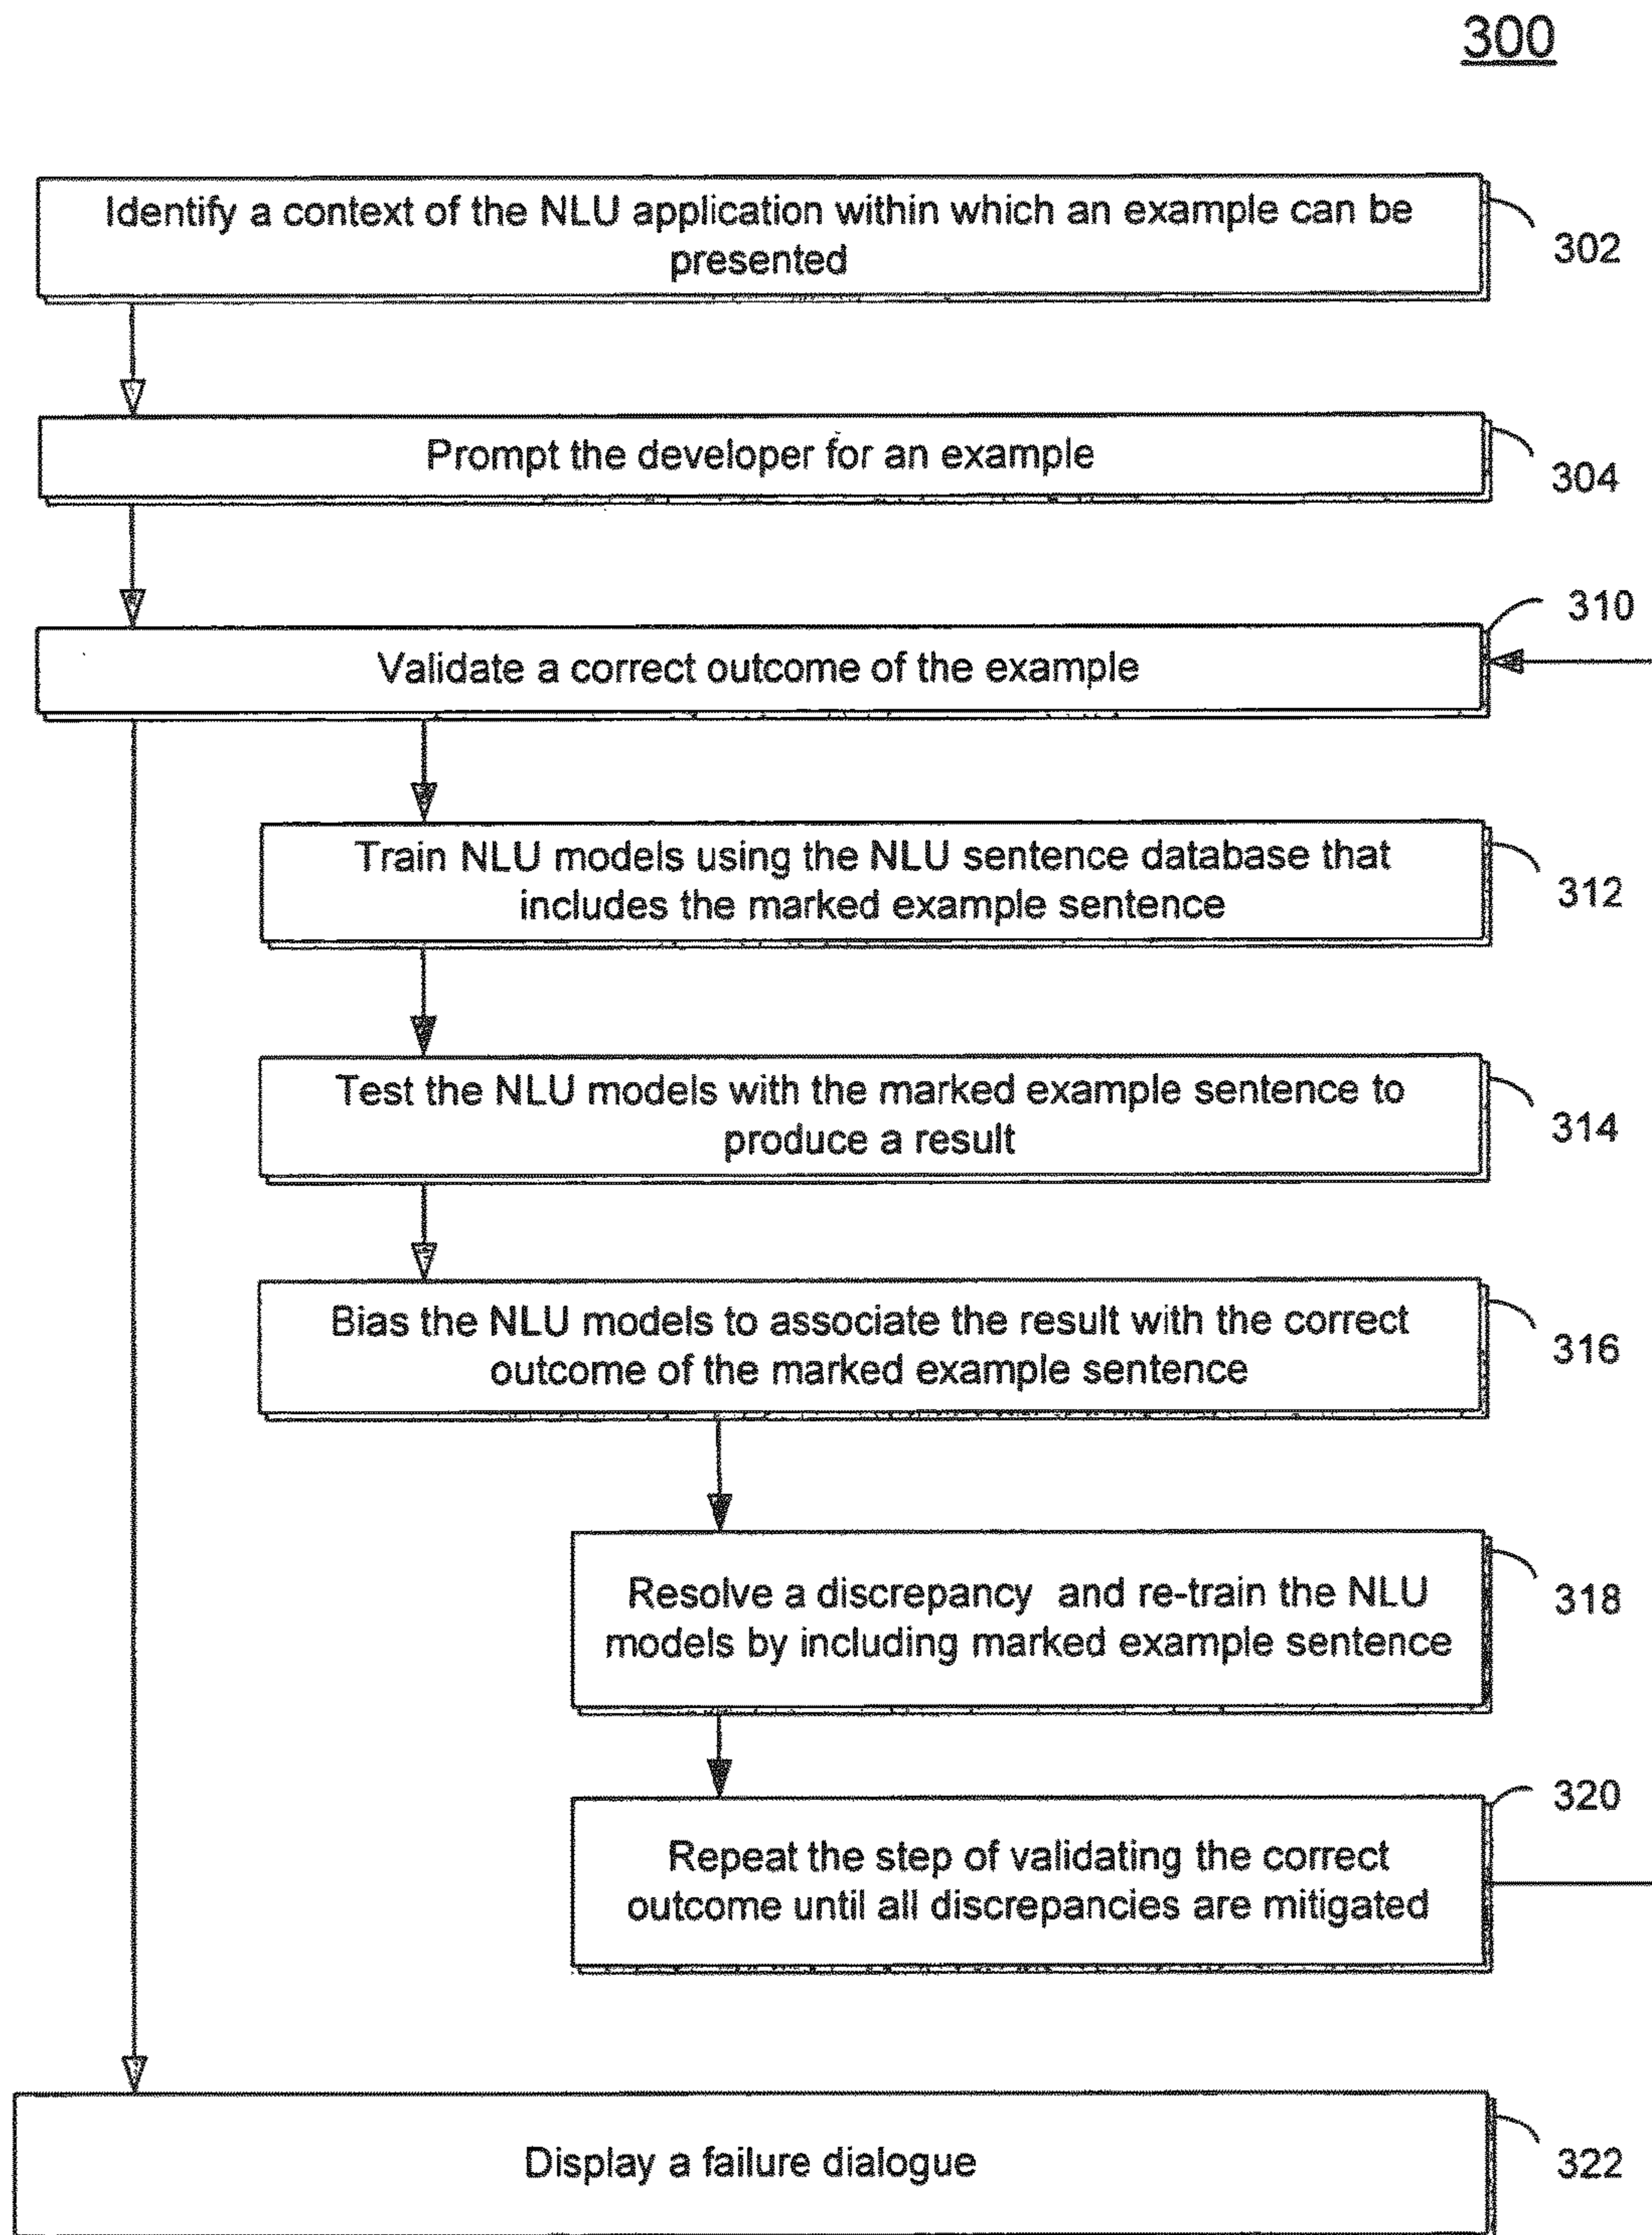 300
Identify a context of the NLU application within which an example can be
presented
302
Prompt the developer for an example
304
310
Validate a correct outcome of the example
Train NLU models using the NLU sentence database that
includes the marked example sentence
312
Test the NLU models with the marked example sentence to
produce a result
314
Bias the NLU models to associate the result with the correct
outcome of the marked example sentence
316
Resolve a discrepancy and re-train the NLU
models by including marked example sentence
318
320
Repeat the step of validating the correct
outcome until all discrepancies are mitigated
Display a failure dialogue
322